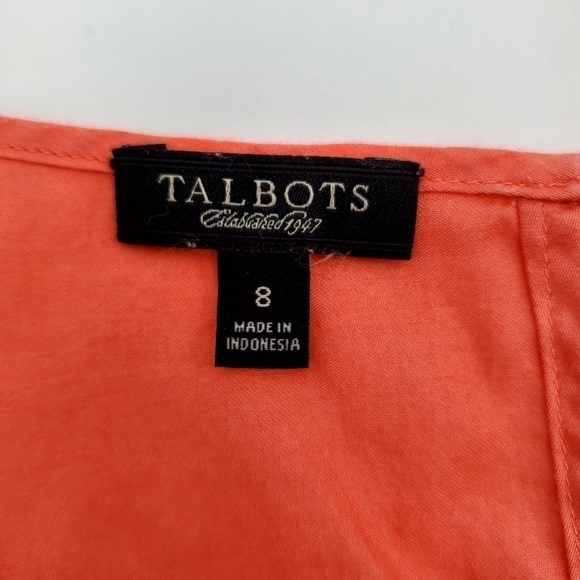 TALBOTS
Established 1947
8
MADE IN
INDONESIA